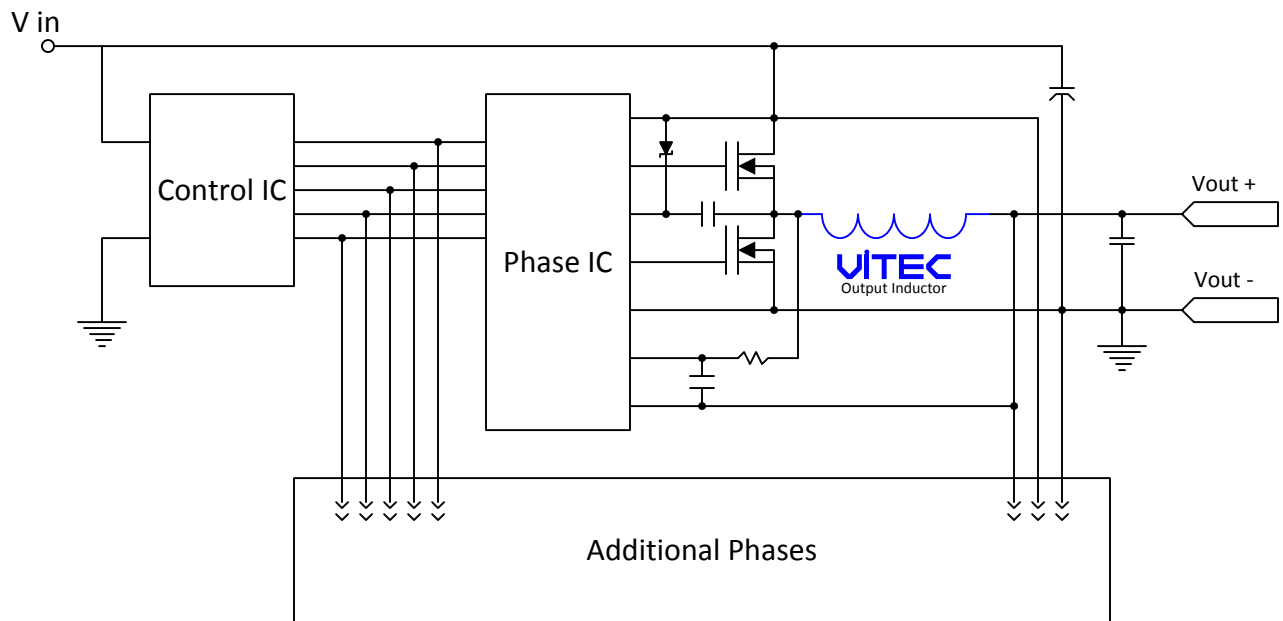 V in
Control IC
Phase IC
Vout +
ViTEC
Output Inductor
Vout -
Additional Phases